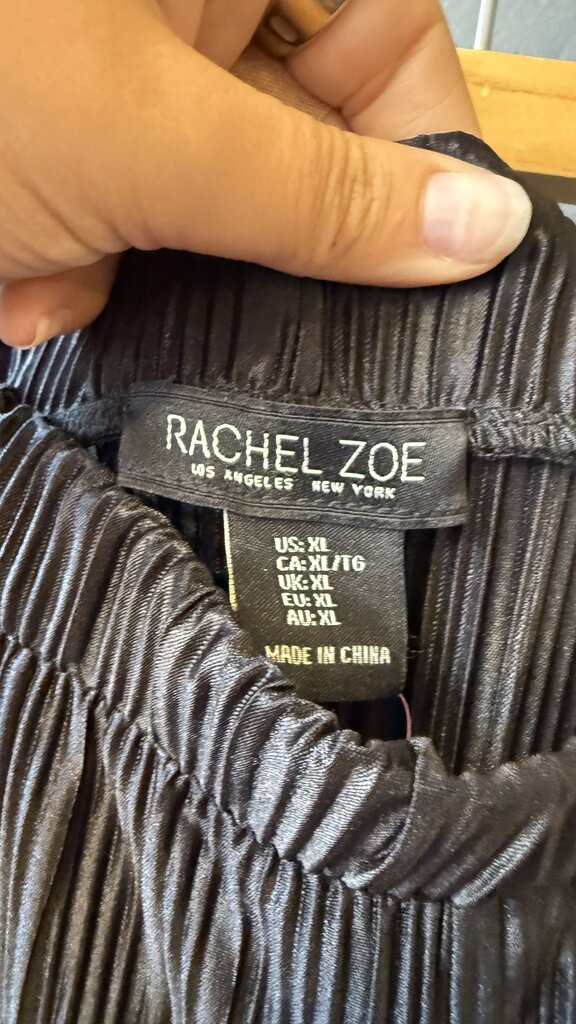 RACHEL ZOE
LOS ANGELES NEW YORK
US: XL
CA: XL/TG
UK: XL
EU: XL
AU: XL
MADE IN CHINA